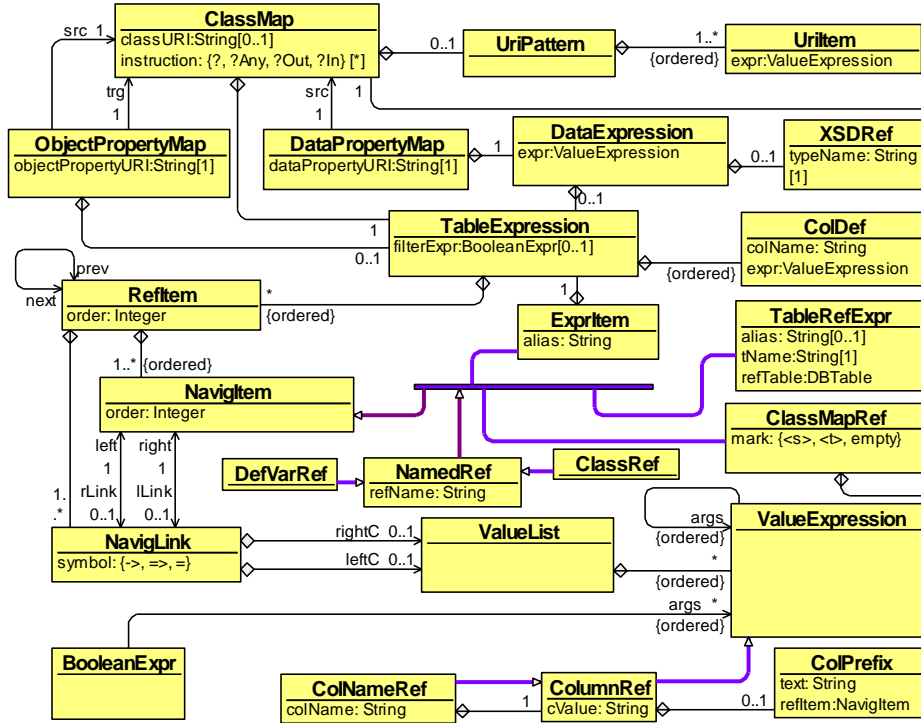 src 1
ClassMap
classURI:String[0..1]
instruction: {?, ?Any, ?Out, ?In} [*]
0..1
UriPattern
1..*
{ordered}
UriItem
expr:ValueExpression
trg
1
src
1
1
ObjectPropertyMap
objectPropertyURI:String[1]
DataPropertyMap
dataPropertyURI:String[1]
1
DataExpression
expr:ValueExpression
0..1
XSDRef
typeName: String
[1]
0..1
1
0..1
TableExpression
filterExpr:BooleanExpr[0..1]
{ordered}
ColDef
colName: String
expr:ValueExpression
prev
next
RefItem
order: Integer
*
{ordered}
1
ExprItem
alias: String
TableRefExpr
alias: String[0..1]
tName:String[1]
refTable:DBTable
1..*
{ordered}
NavigItem
order: Integer
ClassMapRef
mark: {<s>, <t>, empty}
left
right
1
1
rLink
lLink
0..1
0..1
1.
.*
DefVarRef
NamedRef
refName: String
ClassRef
args
{ordered}
ValueExpression
NavigLink
symbol: {->, =>, =}
rightC 0..1
leftC 0..1
ValueList
*
{ordered}
args *
{ordered}
BooleanExpr
ColNameRef
colName: String
1
ColumnRef
cValue: String
0..1
ColPrefix
text: String
refItem:NavigItem